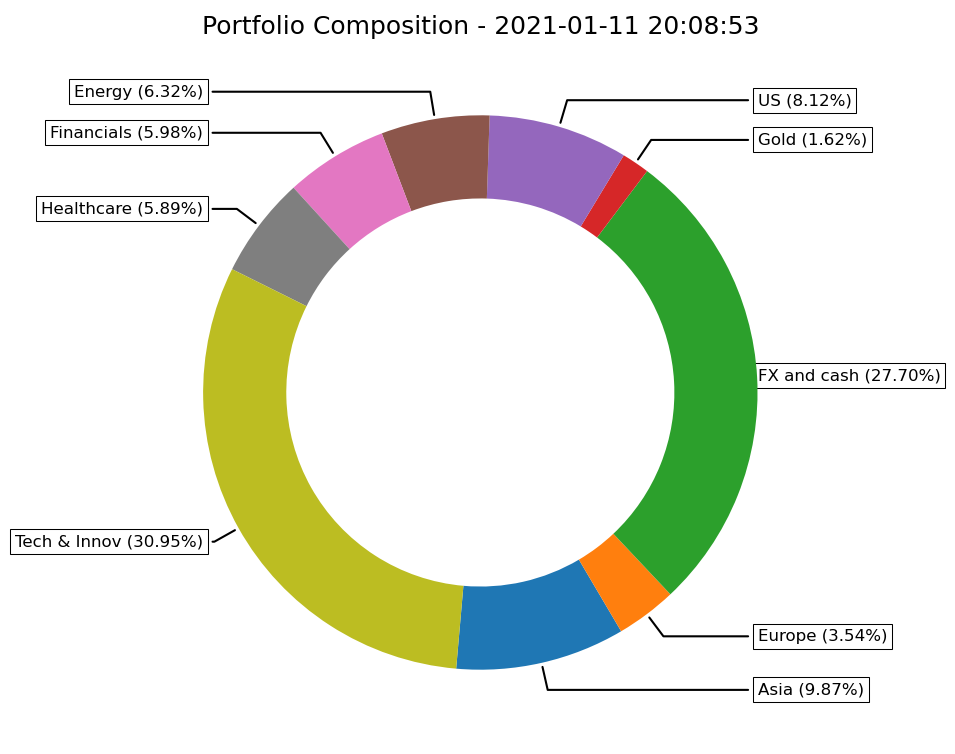 Portfolio Composition - 2021-01-11 20:08:53
Energy (6.32%)
US (8.12%)
Financials (5.98%)
Gold (1.62%)
Healthcare (5.89%)
FX and cash (27.70%)
Tech & Innov (30.95%)
Europe (3.54%)
Asia (9.87%)